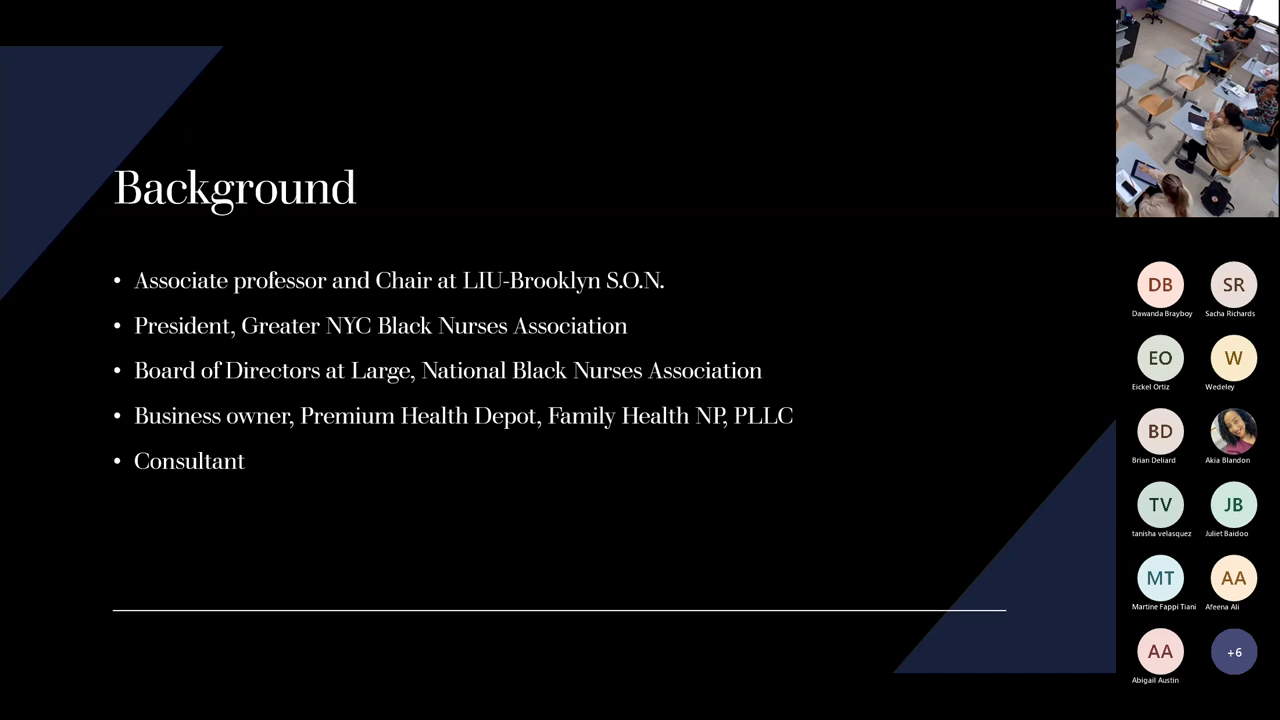 Background
• Associate professor and Chair at LIU-Brooklyn S.O.N.
• President, Greater NYC Black Nurses Association
• Board of Directors at Large, National Black Nurses Association
• Business owner, Premium Health Depot, Family Health NP, PLLC
• Consultant
DB SR
Dawanda Brayboy Sacha Richards
EO W
Eickel Ortiz Wedeley
BD
Brian Deliard Akia Blandon
TV JB
tanisha velasquez Juliet Baidoo
MT AA
Martine Fappi Tiani Afeena Ali
AA +6
Abigail Austin